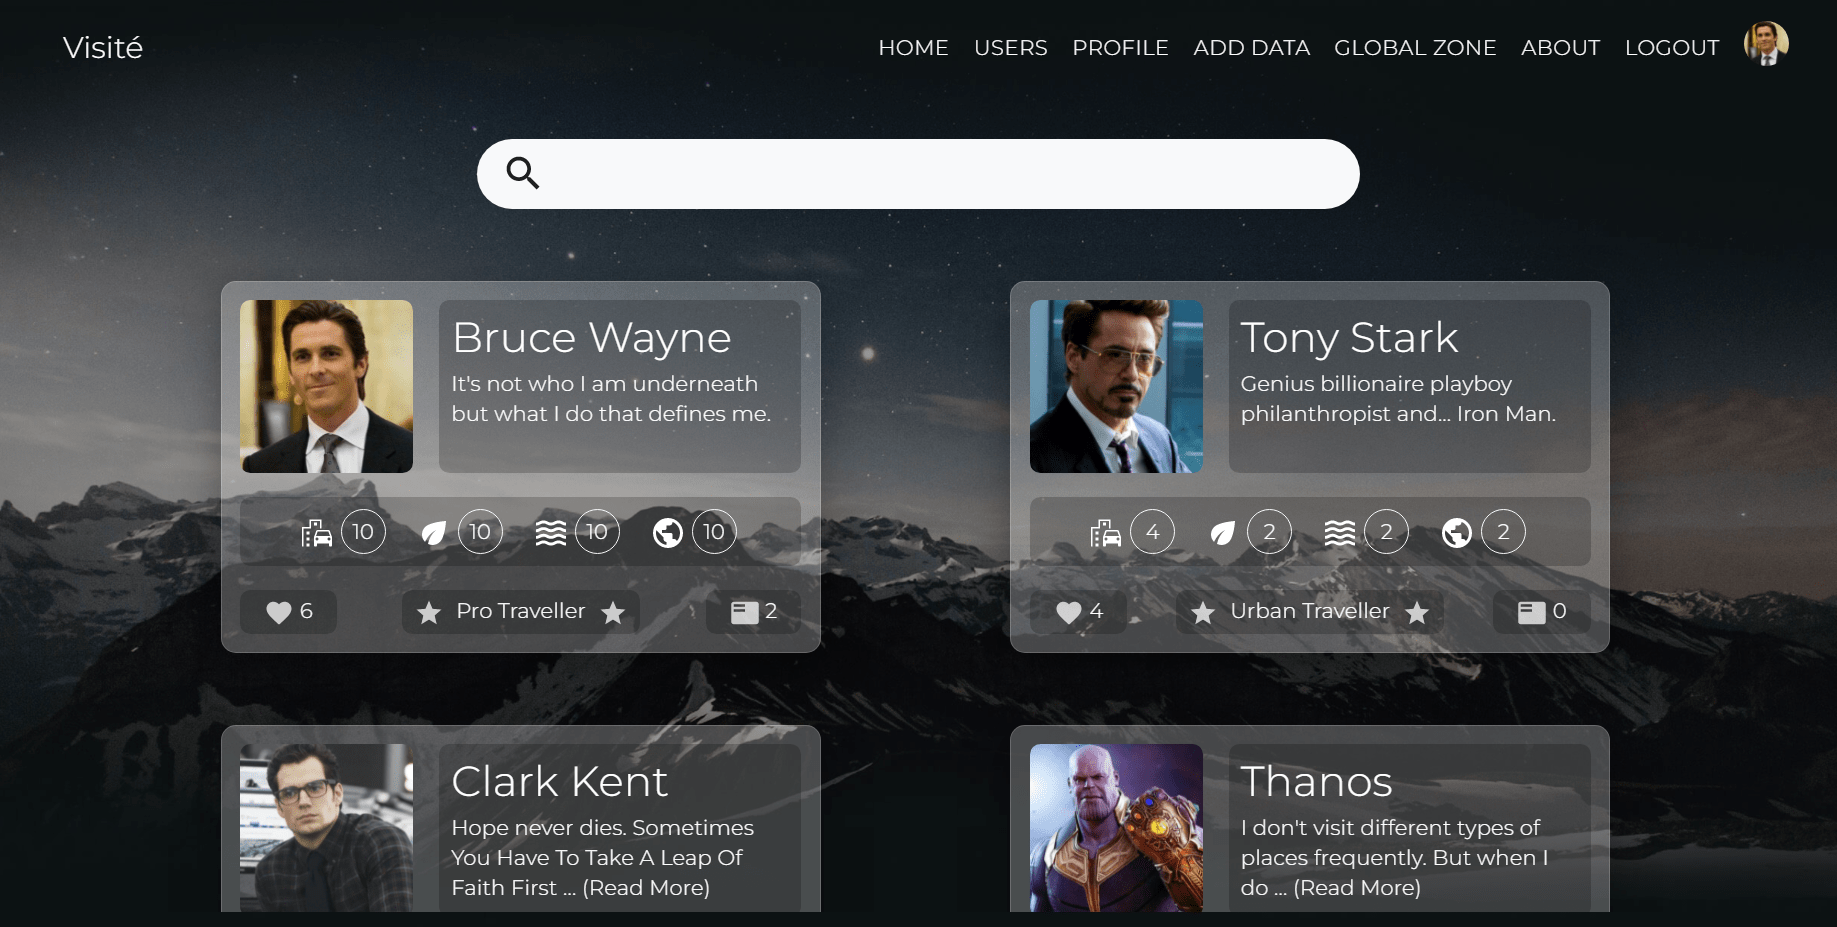 Visité
HOME USERS PROFILE ADD DATA GLOBAL ZONE ABOUT LOGOUT
Bruce Wayne
It's not who I am underneath
but what I do that defines me.
10 10 10 10
6 Pro Traveller 2
Tony Stark
Genius billionaire playboy
philanthropist and... Iron Man.
4 2 2 2
4 Urban Traveller 0
Clark Kent
Hope never dies. Sometimes
You Have To Take A Leap Of
Faith First ... (Read More)
Thanos
I don't visit different types of
places frequently. But when I
do ... (Read More)